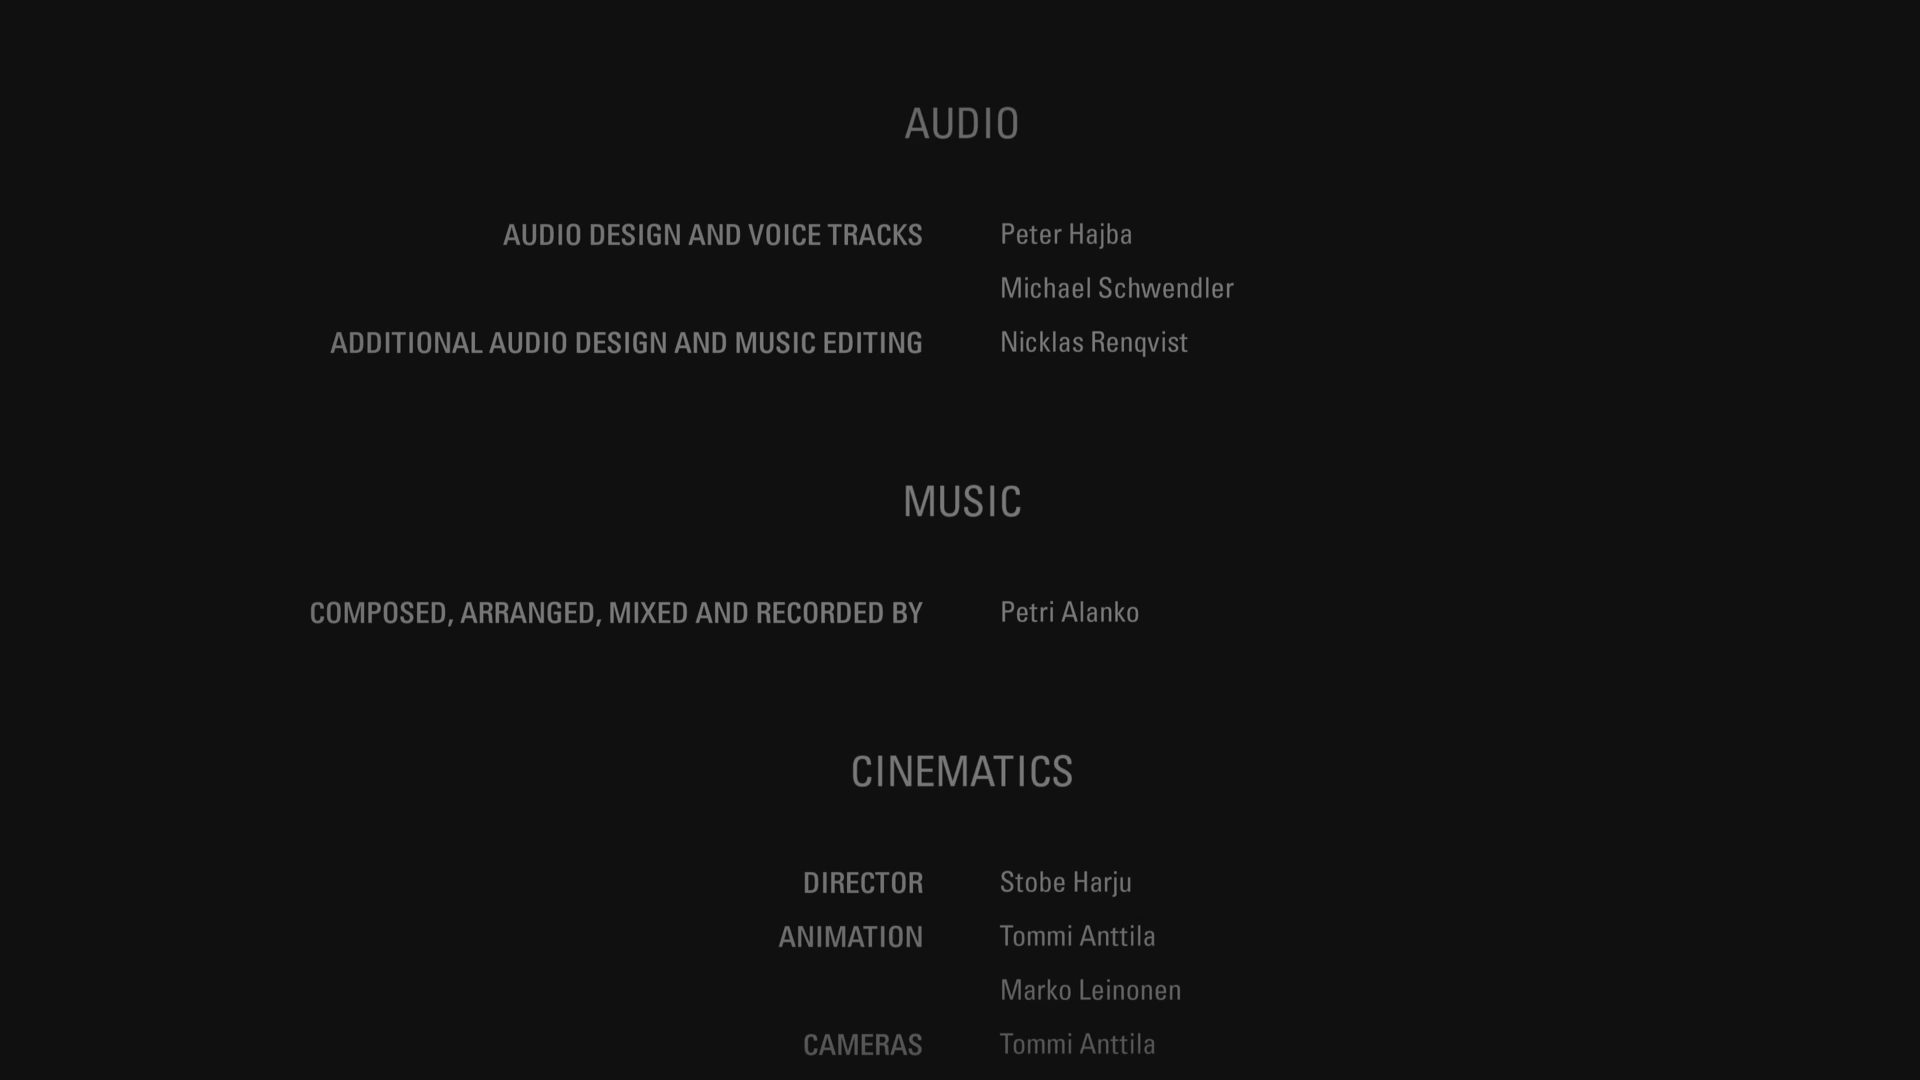 AUDIO
AUDIO DESIGN AND VOICE TRACKS Peter Hajba
Michael Schwendler
ADDITIONAL AUDIO DESIGN AND MUSIC EDITING Nicklas Renqvist
MUSIC
COMPOSED, ARRANGED, MIXED AND RECORDED BY Petri Alanko
CINEMATICS
DIRECTOR Stobe Harju
ANIMATION Tommi Anttila
Marko Leinonen
CAMERAS Tommi Anttila